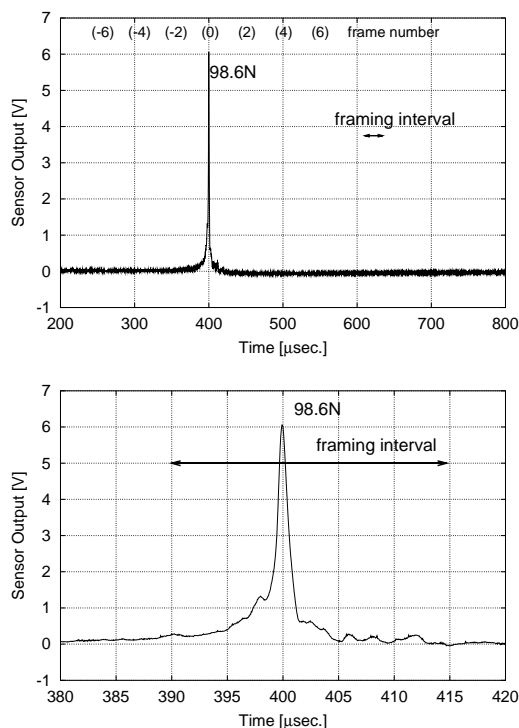 7
(-6) (-4) (-2) (0) (2) (4) (6) frame number
6
98.6N
5
framing interval
4
3
2
1
0
-1
Sensor Output [V]
200 300 400 500 600 700 800
Time [μsec.]
7
98.6N
6
framing interval
5
4
3
2
1
0
-1
Sensor Output [V]
380 385 390 395 400 405 410 415 420
Time [μsec.]